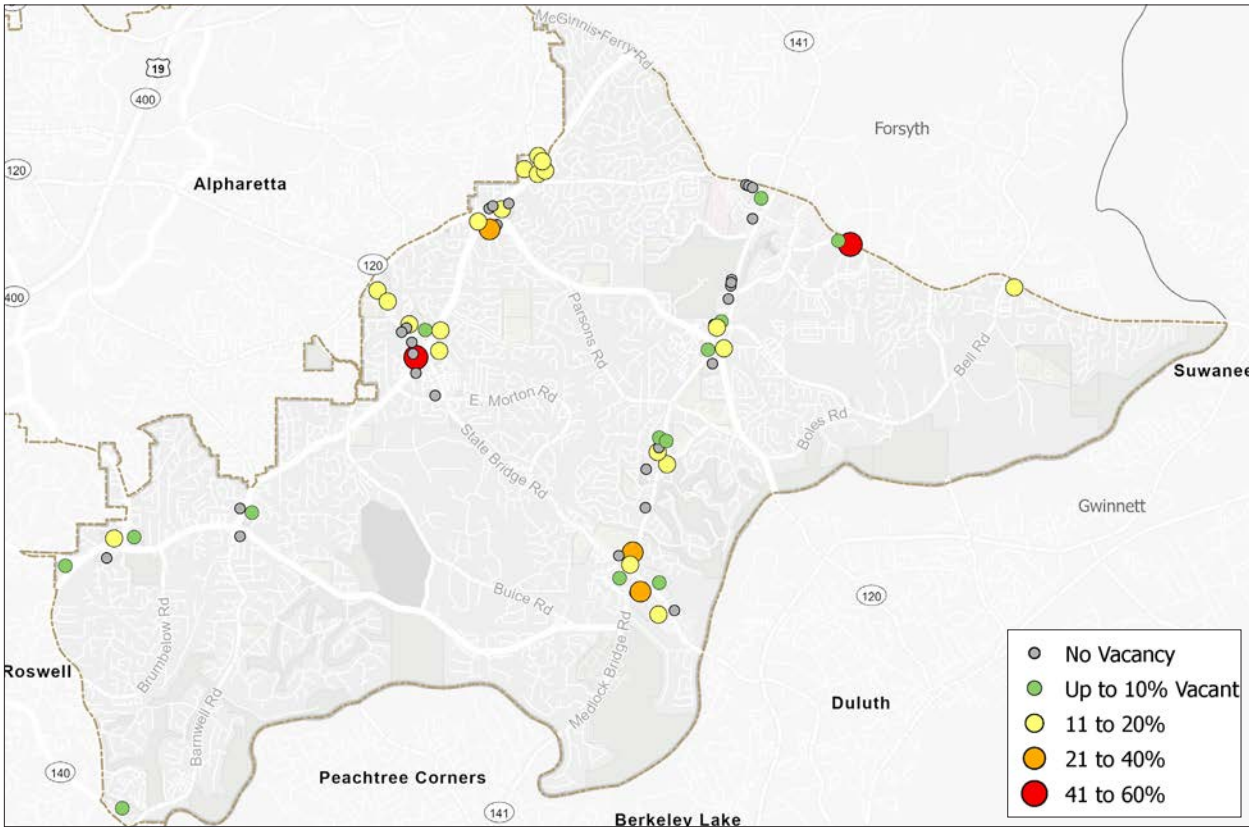 McGinnis Ferry Rd
141
19
400
Forsyth
120
Alpharetta
120
400
Parsons Rd
Bell Rd
Suwanee
E. Morton Rd
Boles Rd
State Bridge Rd
Gwinnett
Buice Rd
120
Brumbelow Rd
Medlock Bridge Rd
Roswell
Barnwell Rd
Duluth
140
Peachtree Corners
141
Berkeley Lake
No Vacancy
Up to 10% Vacant
11 to 20%
21 to 40%
41 to 60%